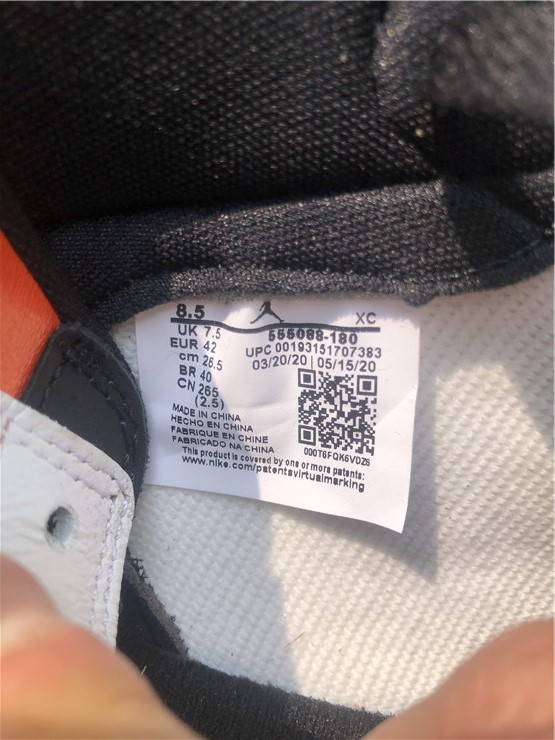 8.5 XC
UK 7.5 555088-180
EUR 42 UPC 00193151707383
cm 26.5 03/20/20 | 05/15/20
BR 40
CN 265
(2.5)
MADE IN CHINA
HECHO EN CHINA
FABRIQUE EN CHINE
FABRICADO NA CHINA
000T6FQK6VDZ6
This product is covered by one or more patents:
www.nike.com/patentsvirtualmarking